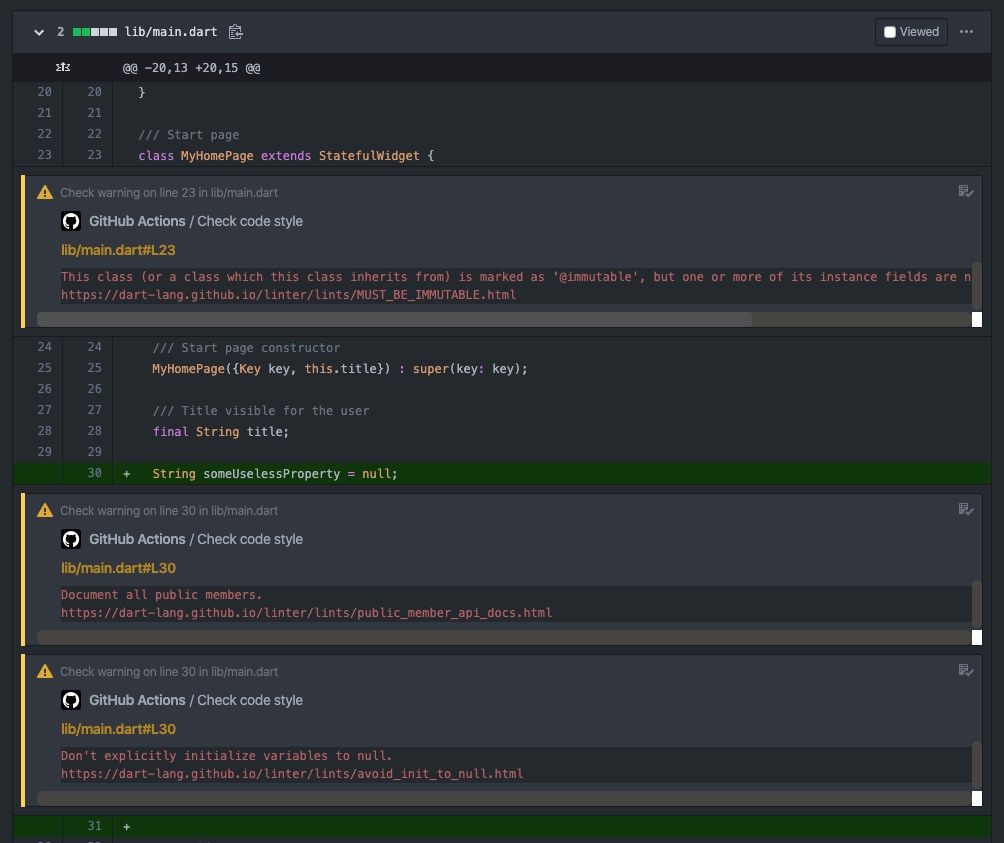 2 lib/main.dart Viewed ...
@@ -20,13 +20,15 @@
20 20 }
21 21
22 22 /// Start page
23 23 class MyHomePage extends StatefulWidget {
Check warning on line 23 in lib/main.dart
GitHub Actions / Check code style
lib/main.dart#L23
This class (or a class which this class inherits from) is marked as '@immutable', but one or more of its instance fields are n
https://dart-lang.github.io/linter/lints/MUST_BE_IMMUTABLE.html
24 24 /// Start page constructor
25 25 MyHomePage({Key key, this.title}) : super(key: key);
26 26
27 27 /// Title visible for the user
28 28 final String title;
29 29
30 + String someUselessProperty = null;
Check warning on line 30 in lib/main.dart
GitHub Actions / Check code style
lib/main.dart#L30
Document all public members.
https://dart-lang.github.io/linter/lints/public_member_api_docs.html
Check warning on line 30 in lib/main.dart
GitHub Actions / Check code style
lib/main.dart#L30
Don't explicitly initialize variables to null.
https://dart-lang.github.io/linter/lints/avoid_init_to_null.html
31 +